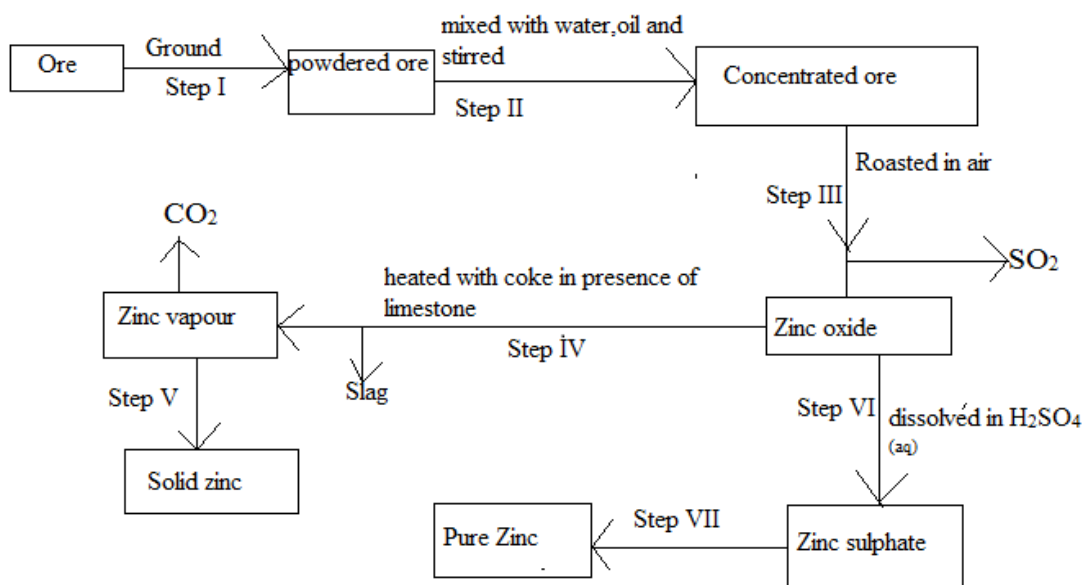 Ore
Ground
Step I
powdered ore
mixed with water,oil and
stirred
Step II
Concentrated ore
Roasted in air
Step III
SO₂
Zinc oxide
heated with coke in presence of
limestone
Step İV
Slag
CO₂
Zinc vapour
Step V
Solid zinc
Step VI
dissolved in H₂SO₄
(aq)
Zinc sulphate
Step VII
Pure Zinc